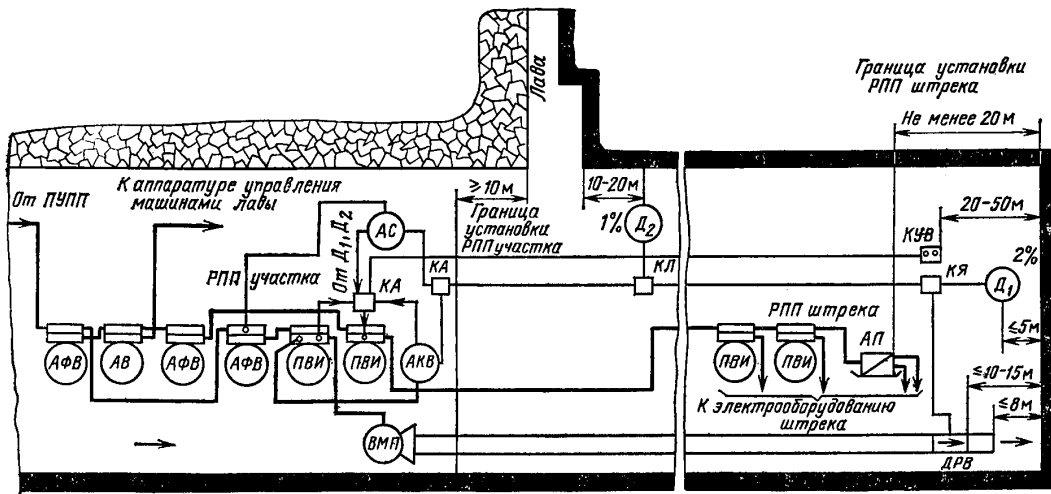 Граница установки
РПП штрека
Не менее 20 м
Лава
К аппаратуре управления
машинами лавы
От ПУПП
≥10 м
10-20 м
20-50 м
Граница
установки
РПП участка
1%
Д2
АС
От Д1, Д2
КУВ
2%
РПП участка
КА
КА
КЛ
КЯ
Д1
≤5м
РПП штрека
АП
АФВ
АВ
АФВ
АФВ
ПВИ
ПВИ
АКВ
ПВИ
ПВИ
≤10-15м
К электрооборудованию
штрека
≤8м
ВМП
ДРВ